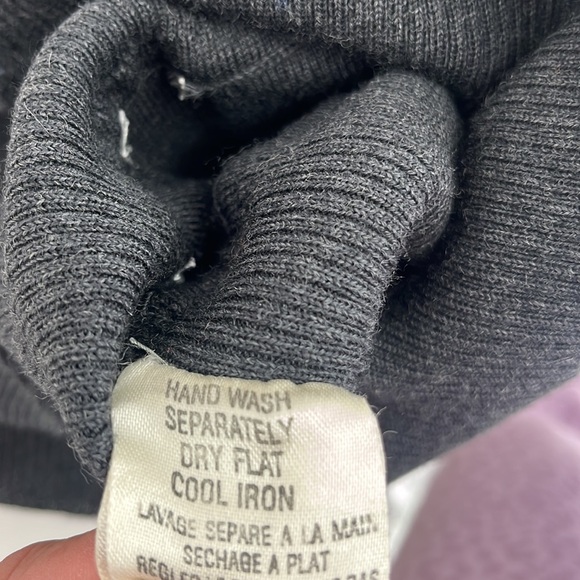 HAND WASH
SEPARATELY
DRY FLAT
COOL IRON
LAVAGE SEPARE A LA MAIN
SECHAGE A PLAT